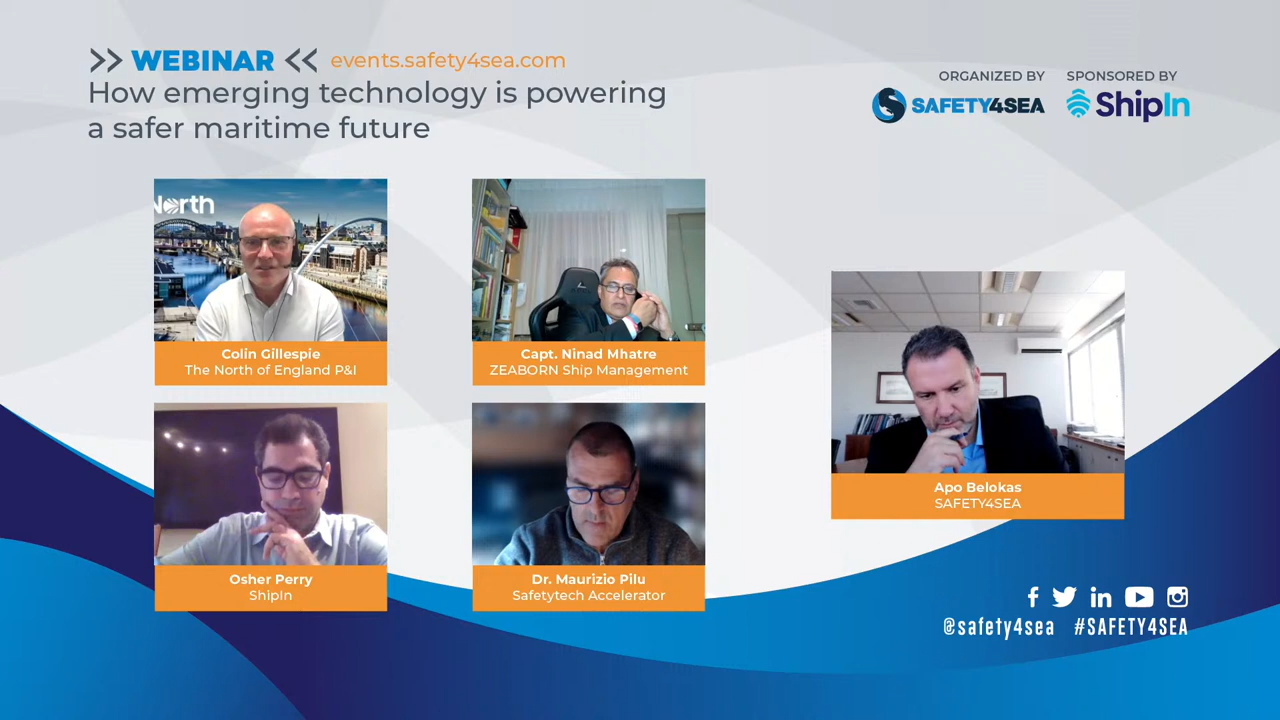 >> WEBINAR << events.safety4sea.com
How emerging technology is powering
a safer maritime future
ORGANIZED BY
SAFETY4SEA
SPONSORED BY
ShipIn
North
Colin Gillespie
The North of England P&I
Capt. Ninad Mhatre
ZEABORN Ship Management
Osher Perry
ShipIn
Dr. Maurizio Pilu
Safetytech Accelerator
Apo Belokas
SAFETY4SEA
@safety4sea #SAFETY4SEA